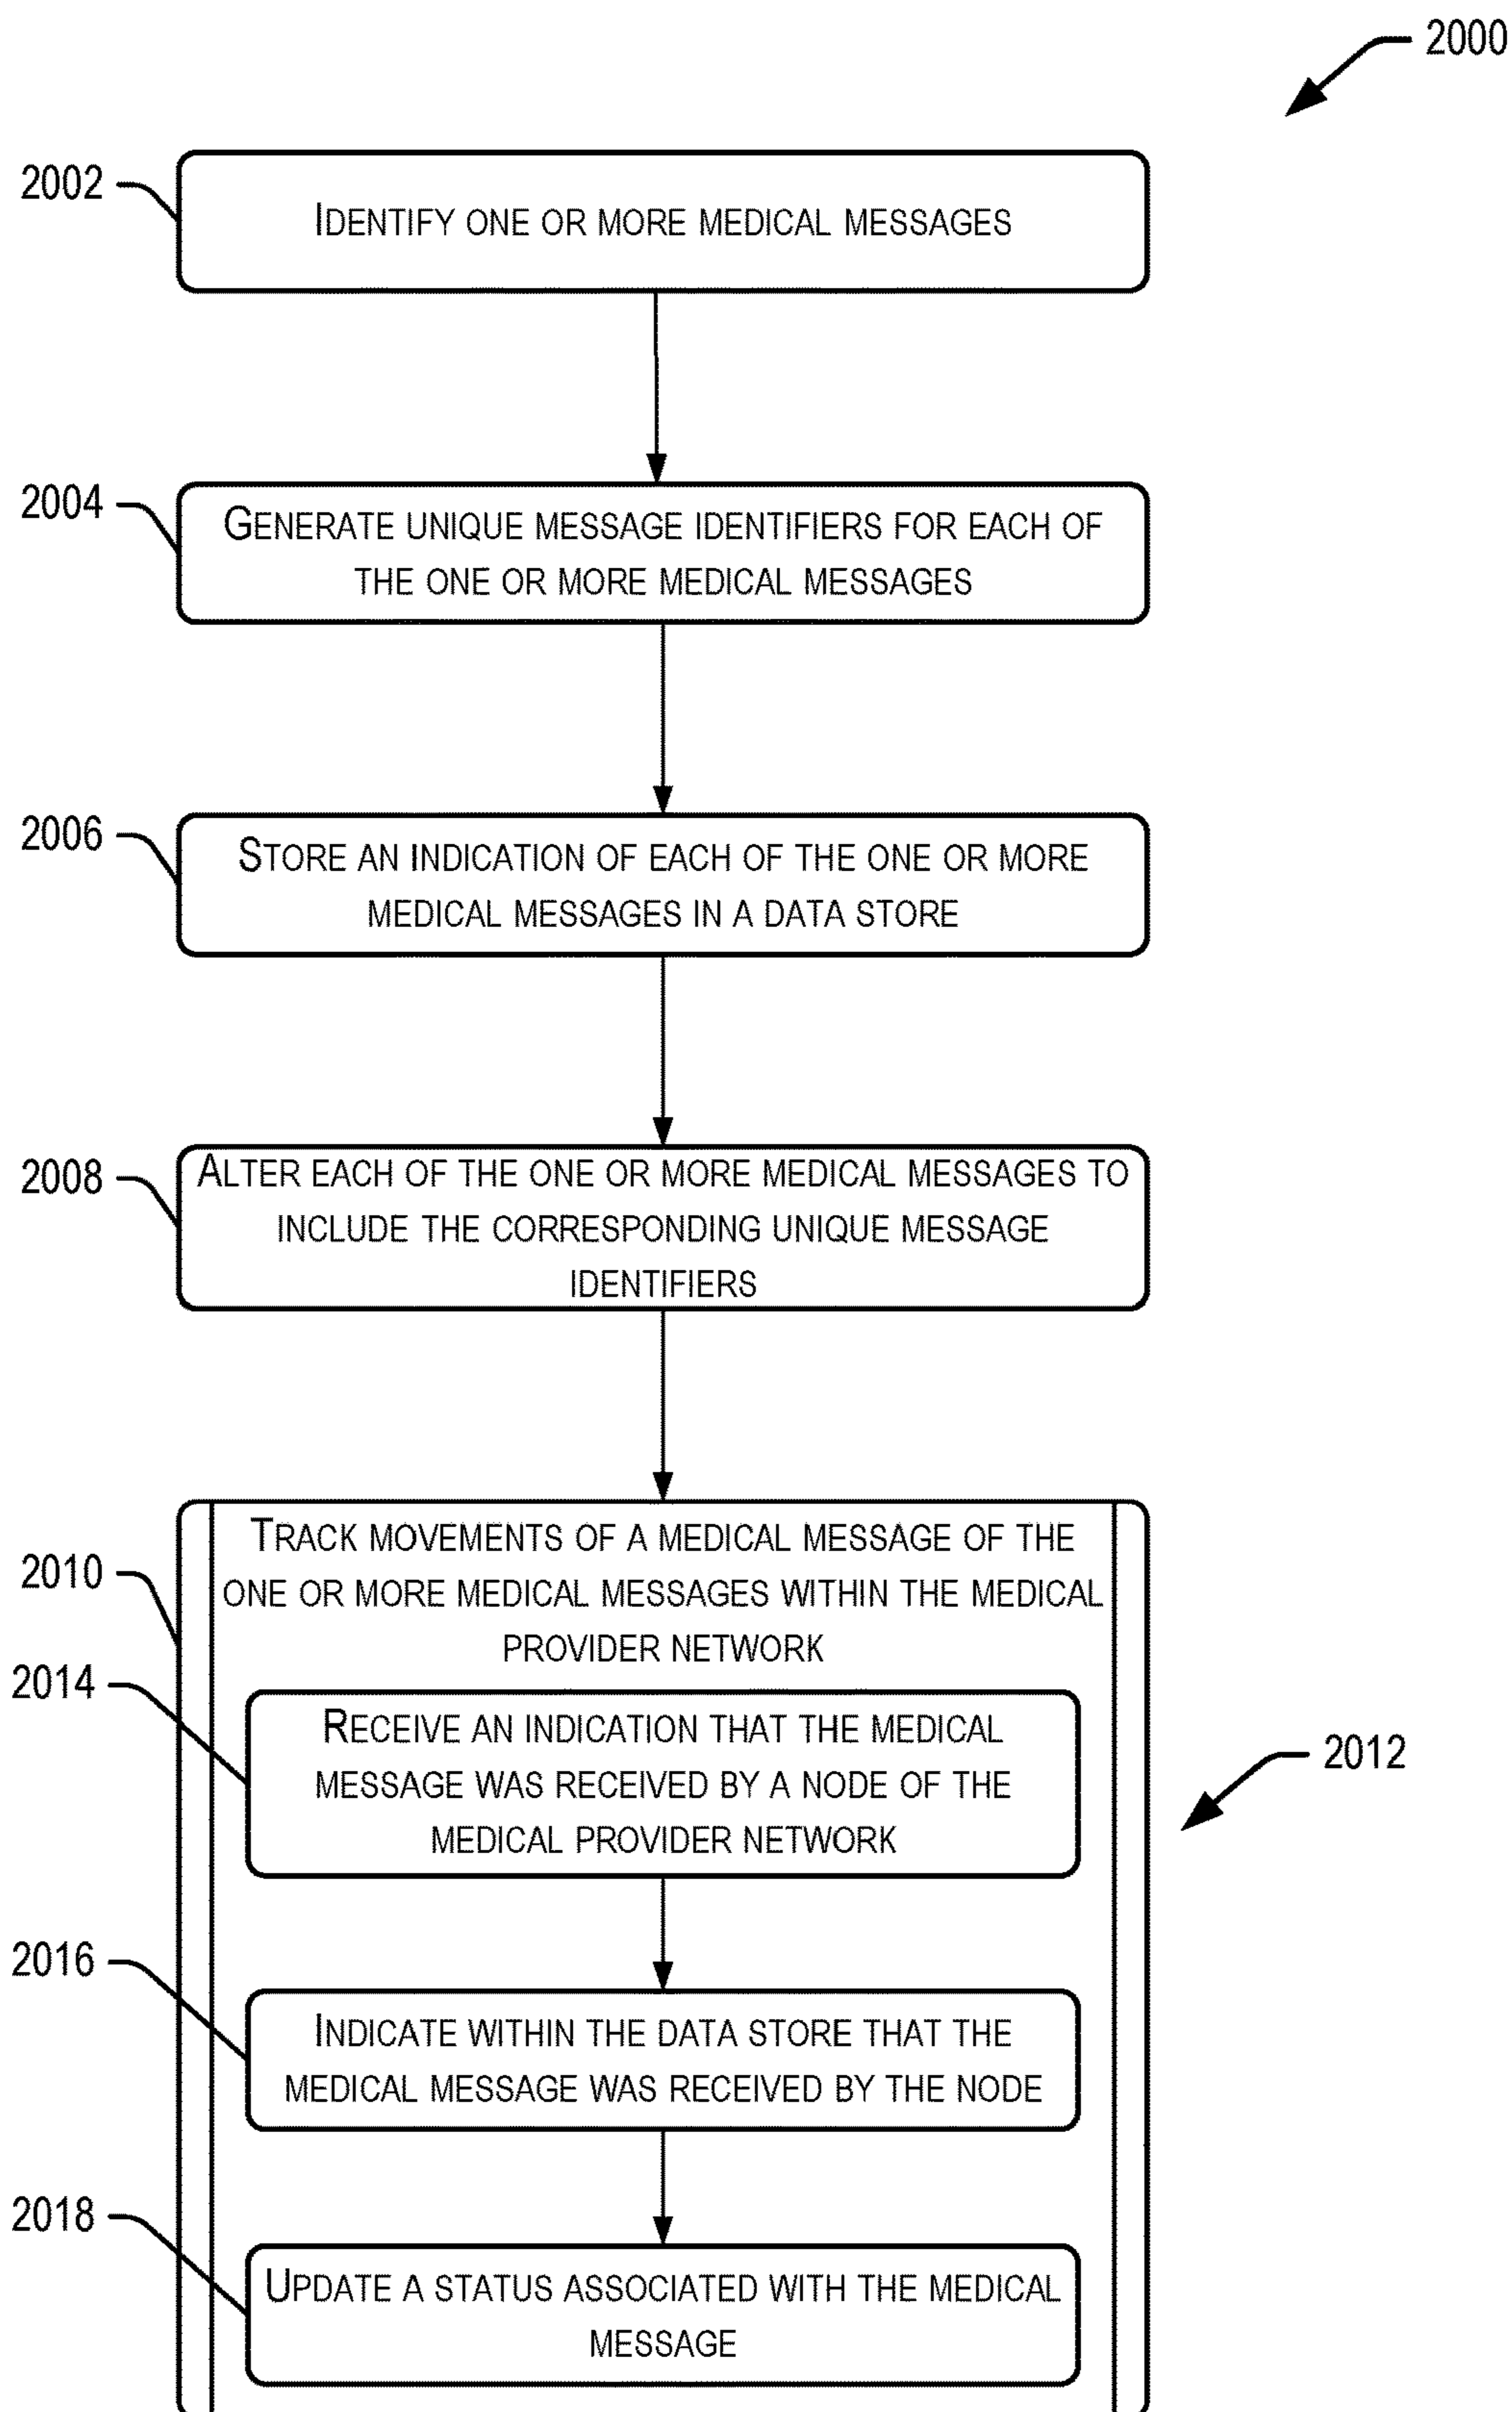 2000
2002
IDENTIFY ONE OR MORE MEDICAL MESSAGES
2004
GENERATE UNIQUE MESSAGE IDENTIFIERS FOR EACH OF
THE ONE OR MORE MEDICAL MESSAGES
2006
STORE AN INDICATION OF EACH OF THE ONE OR MORE
MEDICAL MESSAGES IN A DATA STORE
2008
ALTER EACH OF THE ONE OR MORE MEDICAL MESSAGES TO
INCLUDE THE CORRESPONDING UNIQUE MESSAGE
IDENTIFIERS
2010
TRACK MOVEMENTS OF A MEDICAL MESSAGE OF THE
ONE OR MORE MEDICAL MESSAGES WITHIN THE MEDICAL
PROVIDER NETWORK
2012
2014
RECEIVE AN INDICATION THAT THE MEDICAL
MESSAGE WAS RECEIVED BY A NODE OF THE
MEDICAL PROVIDER NETWORK
2016
INDICATE WITHIN THE DATA STORE THAT THE
MEDICAL MESSAGE WAS RECEIVED BY THE NODE
2018
UPDATE A STATUS ASSOCIATED WITH THE MEDICAL
MESSAGE